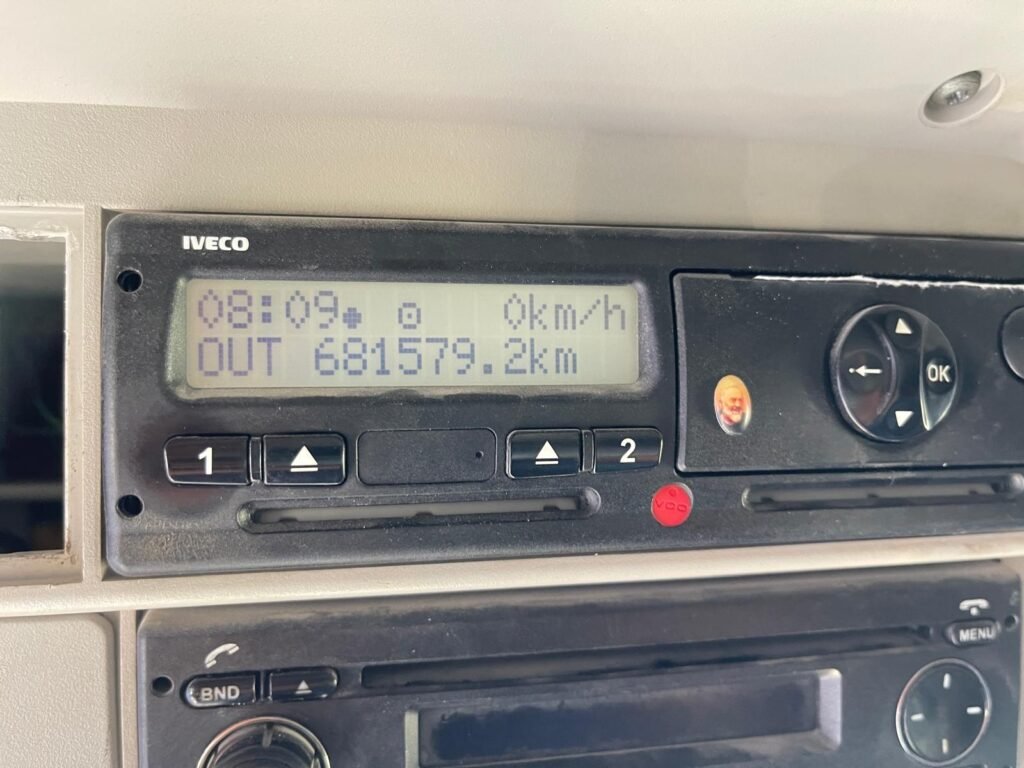 IVECO
08:09 0km/h
OUT 681579.2km
OK
1 2
VDO
MENU
BND